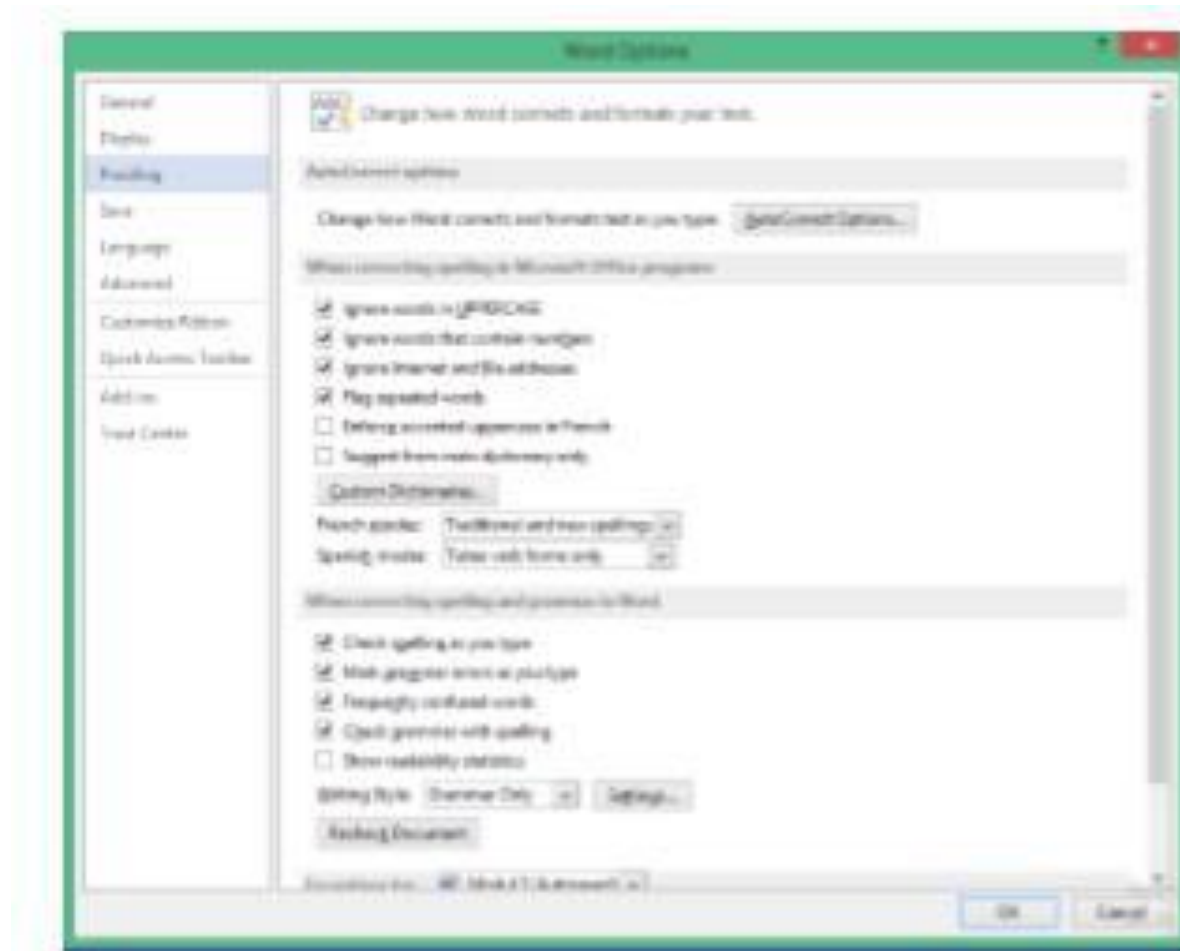 Word Options
General
Display
Proofing
Save
Language
Advanced
Customize Ribbon
Quick Access Toolbar
Add-ins
Trust Center
Change how Word corrects and formats your text.
AutoCorrect options
Change how Word corrects and formats text as you type: AutoCorrect Options...
When correcting spelling in Microsoft Office programs
Ignore words in UPPERCASE
Ignore words that contain numbers
Ignore Internet and file addresses
Flag repeated words
Enforce accented uppercase in French
Suggest from main dictionary only
Custom Dictionaries...
French modes: Traditional and new spellings
Spanish modes: Tuteo verb forms only
When correcting spelling and grammar in Word
Check spelling as you type
Mark grammar errors as you type
Frequently confused words
Check grammar with spelling
Show readability statistics
Writing Style: Grammar Only Settings...
Recheck Document
OK Cancel